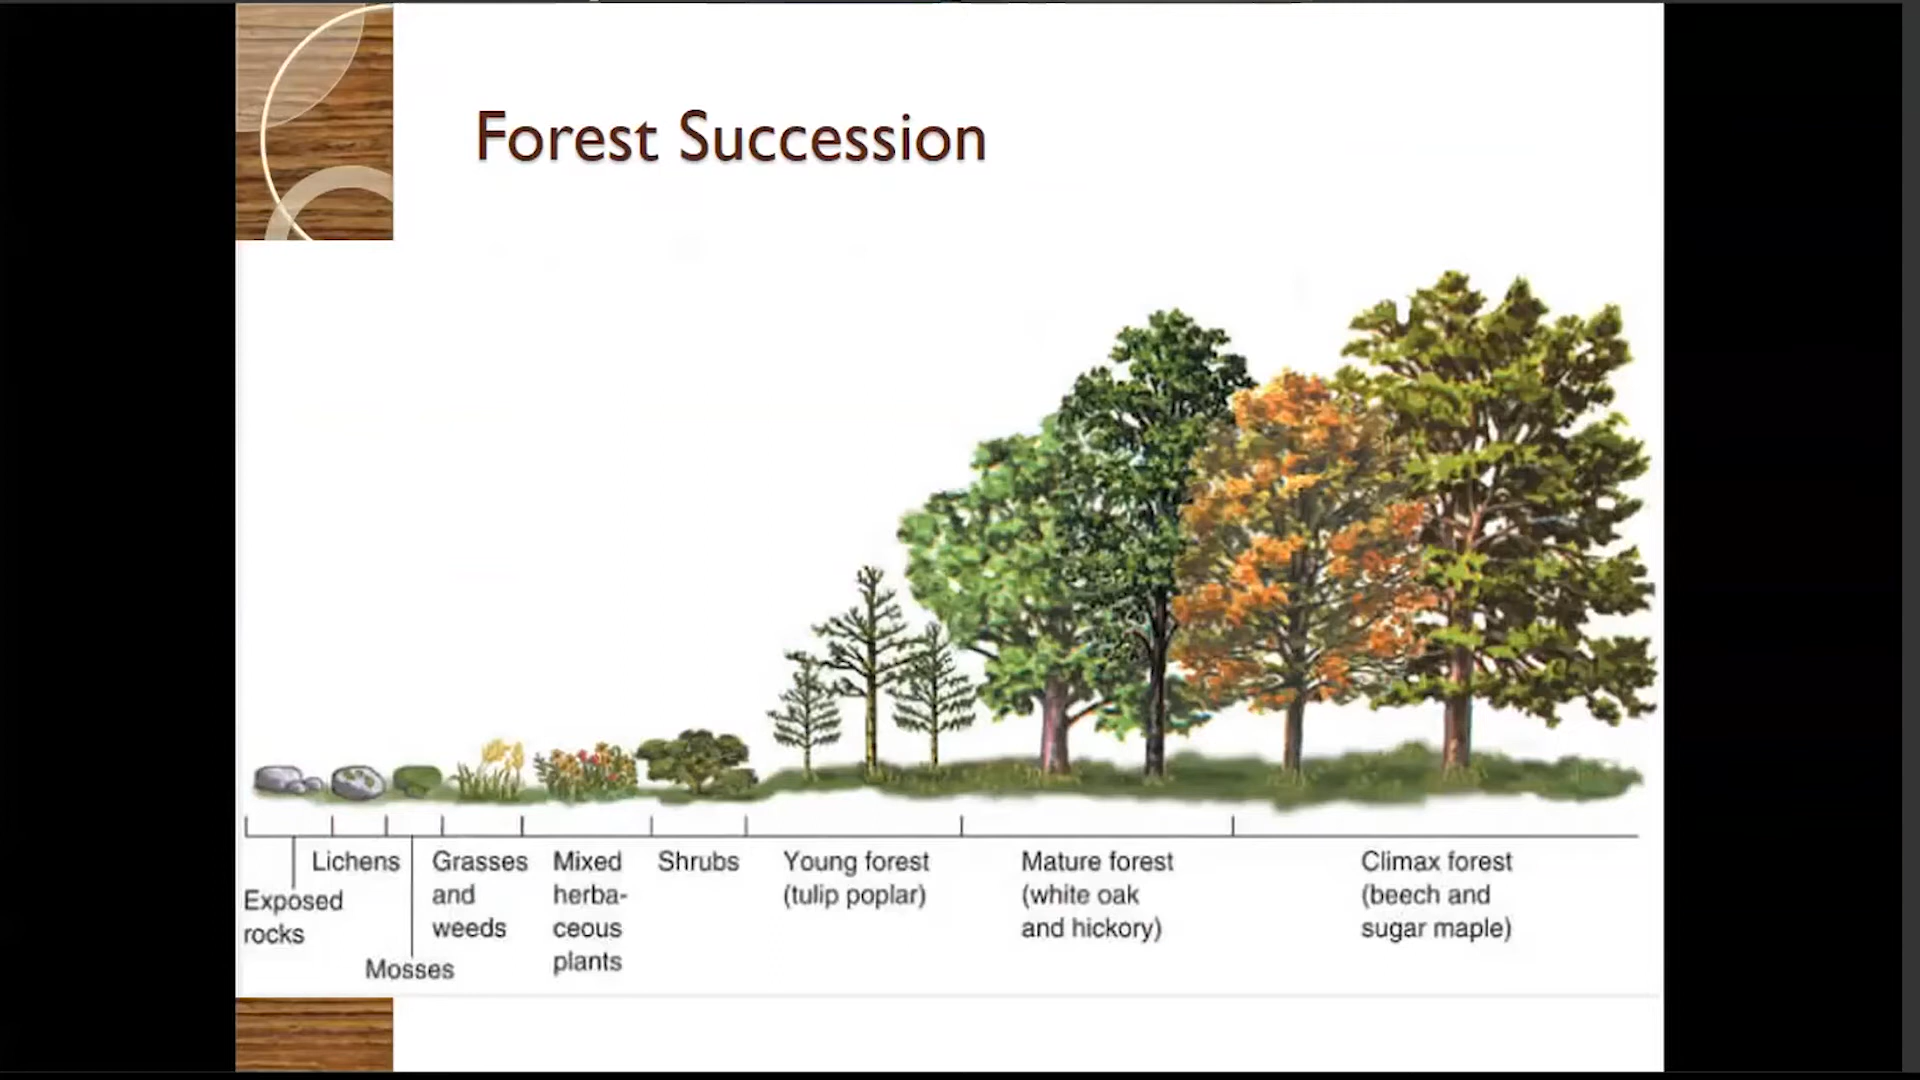 Forest Succession
Exposed
rocks
Lichens
Mosses
Grasses
and
weeds
Mixed
herba-
ceous
plants
Shrubs
Young forest
(tulip poplar)
Mature forest
(white oak
and hickory)
Climax forest
(beech and
sugar maple)